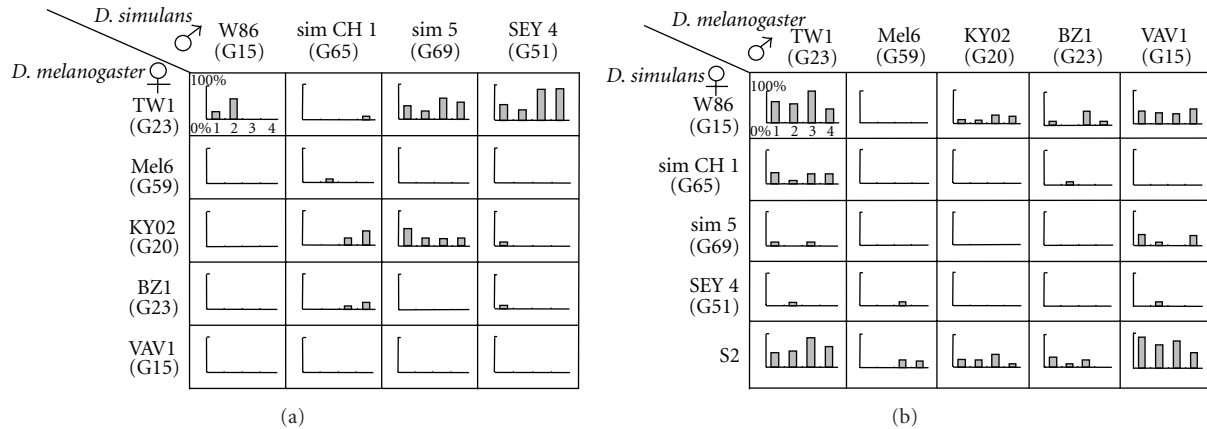 D. simulans
♂
W86
(G15)
sim CH 1
(G65)
sim 5
(G69)
SEY 4
(G51)
D. melanogaster ♀
TW1
(G23)
100%
0% 1 2 3 4
Mel6
(G59)
KY02
(G20)
BZ1
(G23)
VAV1
(G15)
(a)
D. melanogaster
♂
TW1
(G23)
Mel6
(G59)
KY02
(G20)
BZ1
(G23)
VAV1
(G15)
D. simulans ♀
W86
(G15)
100%
0% 1 2 3 4
sim CH 1
(G65)
sim 5
(G69)
SEY 4
(G51)
S2
(b)